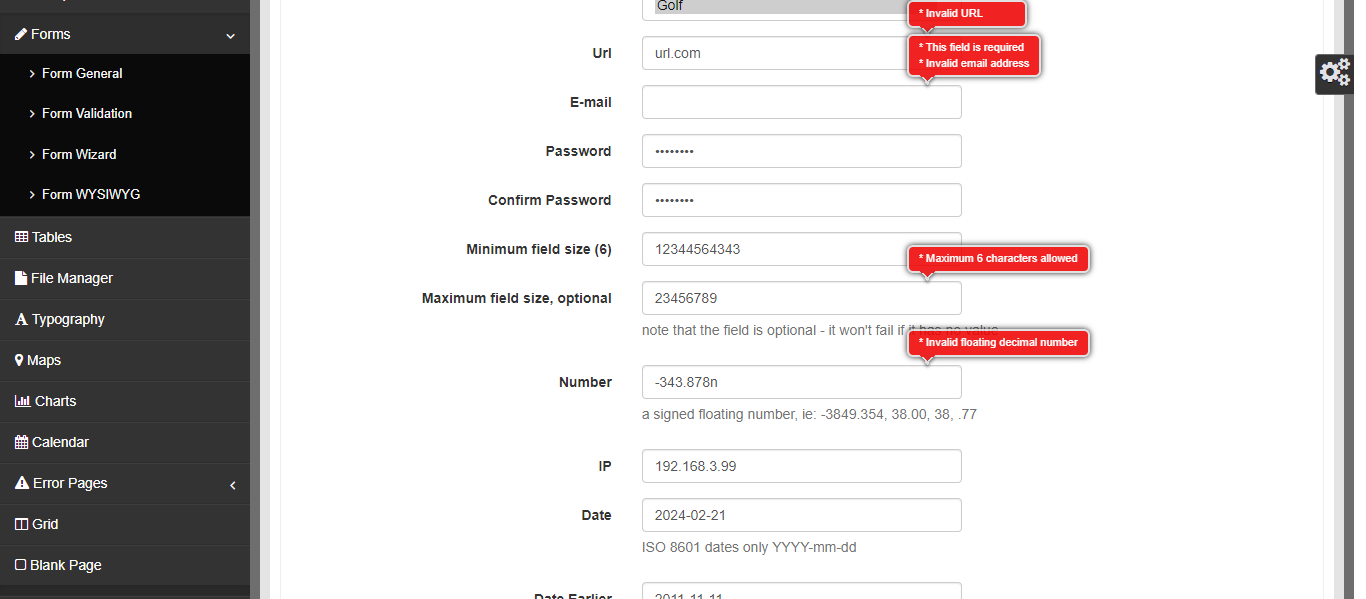 Forms
Form General
Form Validation
Form Wizard
Form WYSIWYG
Tables
File Manager
Typography
Maps
Charts
Calendar
Error Pages
Grid
Blank Page
Golf
* Invalid URL
Url
url.com
* This field is required
* Invalid email address
E-mail
Password
••••••••
Confirm Password
••••••••
Minimum field size (6)
12344564343
* Maximum 6 characters allowed
Maximum field size, optional
23456789
note that the field is optional - it won't fail if it has no value
* Invalid floating decimal number
Number
-343.878n
a signed floating number, ie: -3849.354, 38.00, 38, .77
IP
192.168.3.99
Date
2024-02-21
ISO 8601 dates only YYYY-mm-dd
Date Earlier
2011-11-11